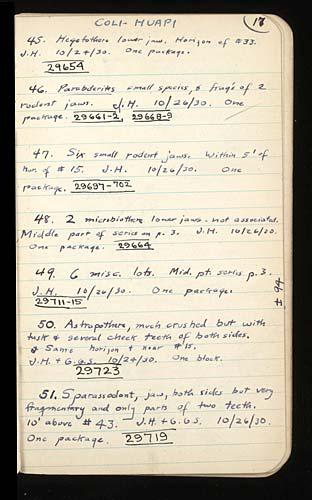 COLI-HUAPI
17
45. Hegetothere lower jaw. Horizon of #33.
J.H. 10/24/30. One package.
29654
46. Parabderites small species, & frag's of 2
rodent jaws. J.H. 10/26/30. One
package. 29661-2, 29668-9
47. Six small rodent jaws. Within 5' of
hor. of # 15. J.H. 10/26/30. One
package. 29697-702
48. 2 microbiothere lower jaws - not associated.
Middle part of series on p. 3. J.H. 10/26/30.
One package. 29664
49. 6 misc. lots. Mid. pt. series p. 3.
J.H. 10/26/30. One package.
29711-15
± 94
50. Astrapothere, much crushed but with
tusk & several cheek teeth of both sides.
Same horizon & near #15.
J.H. + G.G.S. 10/24/30. One block.
29723
51. Sparassodont, jaw, both sides but very
fragmentary and only parts of two teeth.
10' above # 43. J.H. + G.G.S. 10/26/30.
One package. 29719